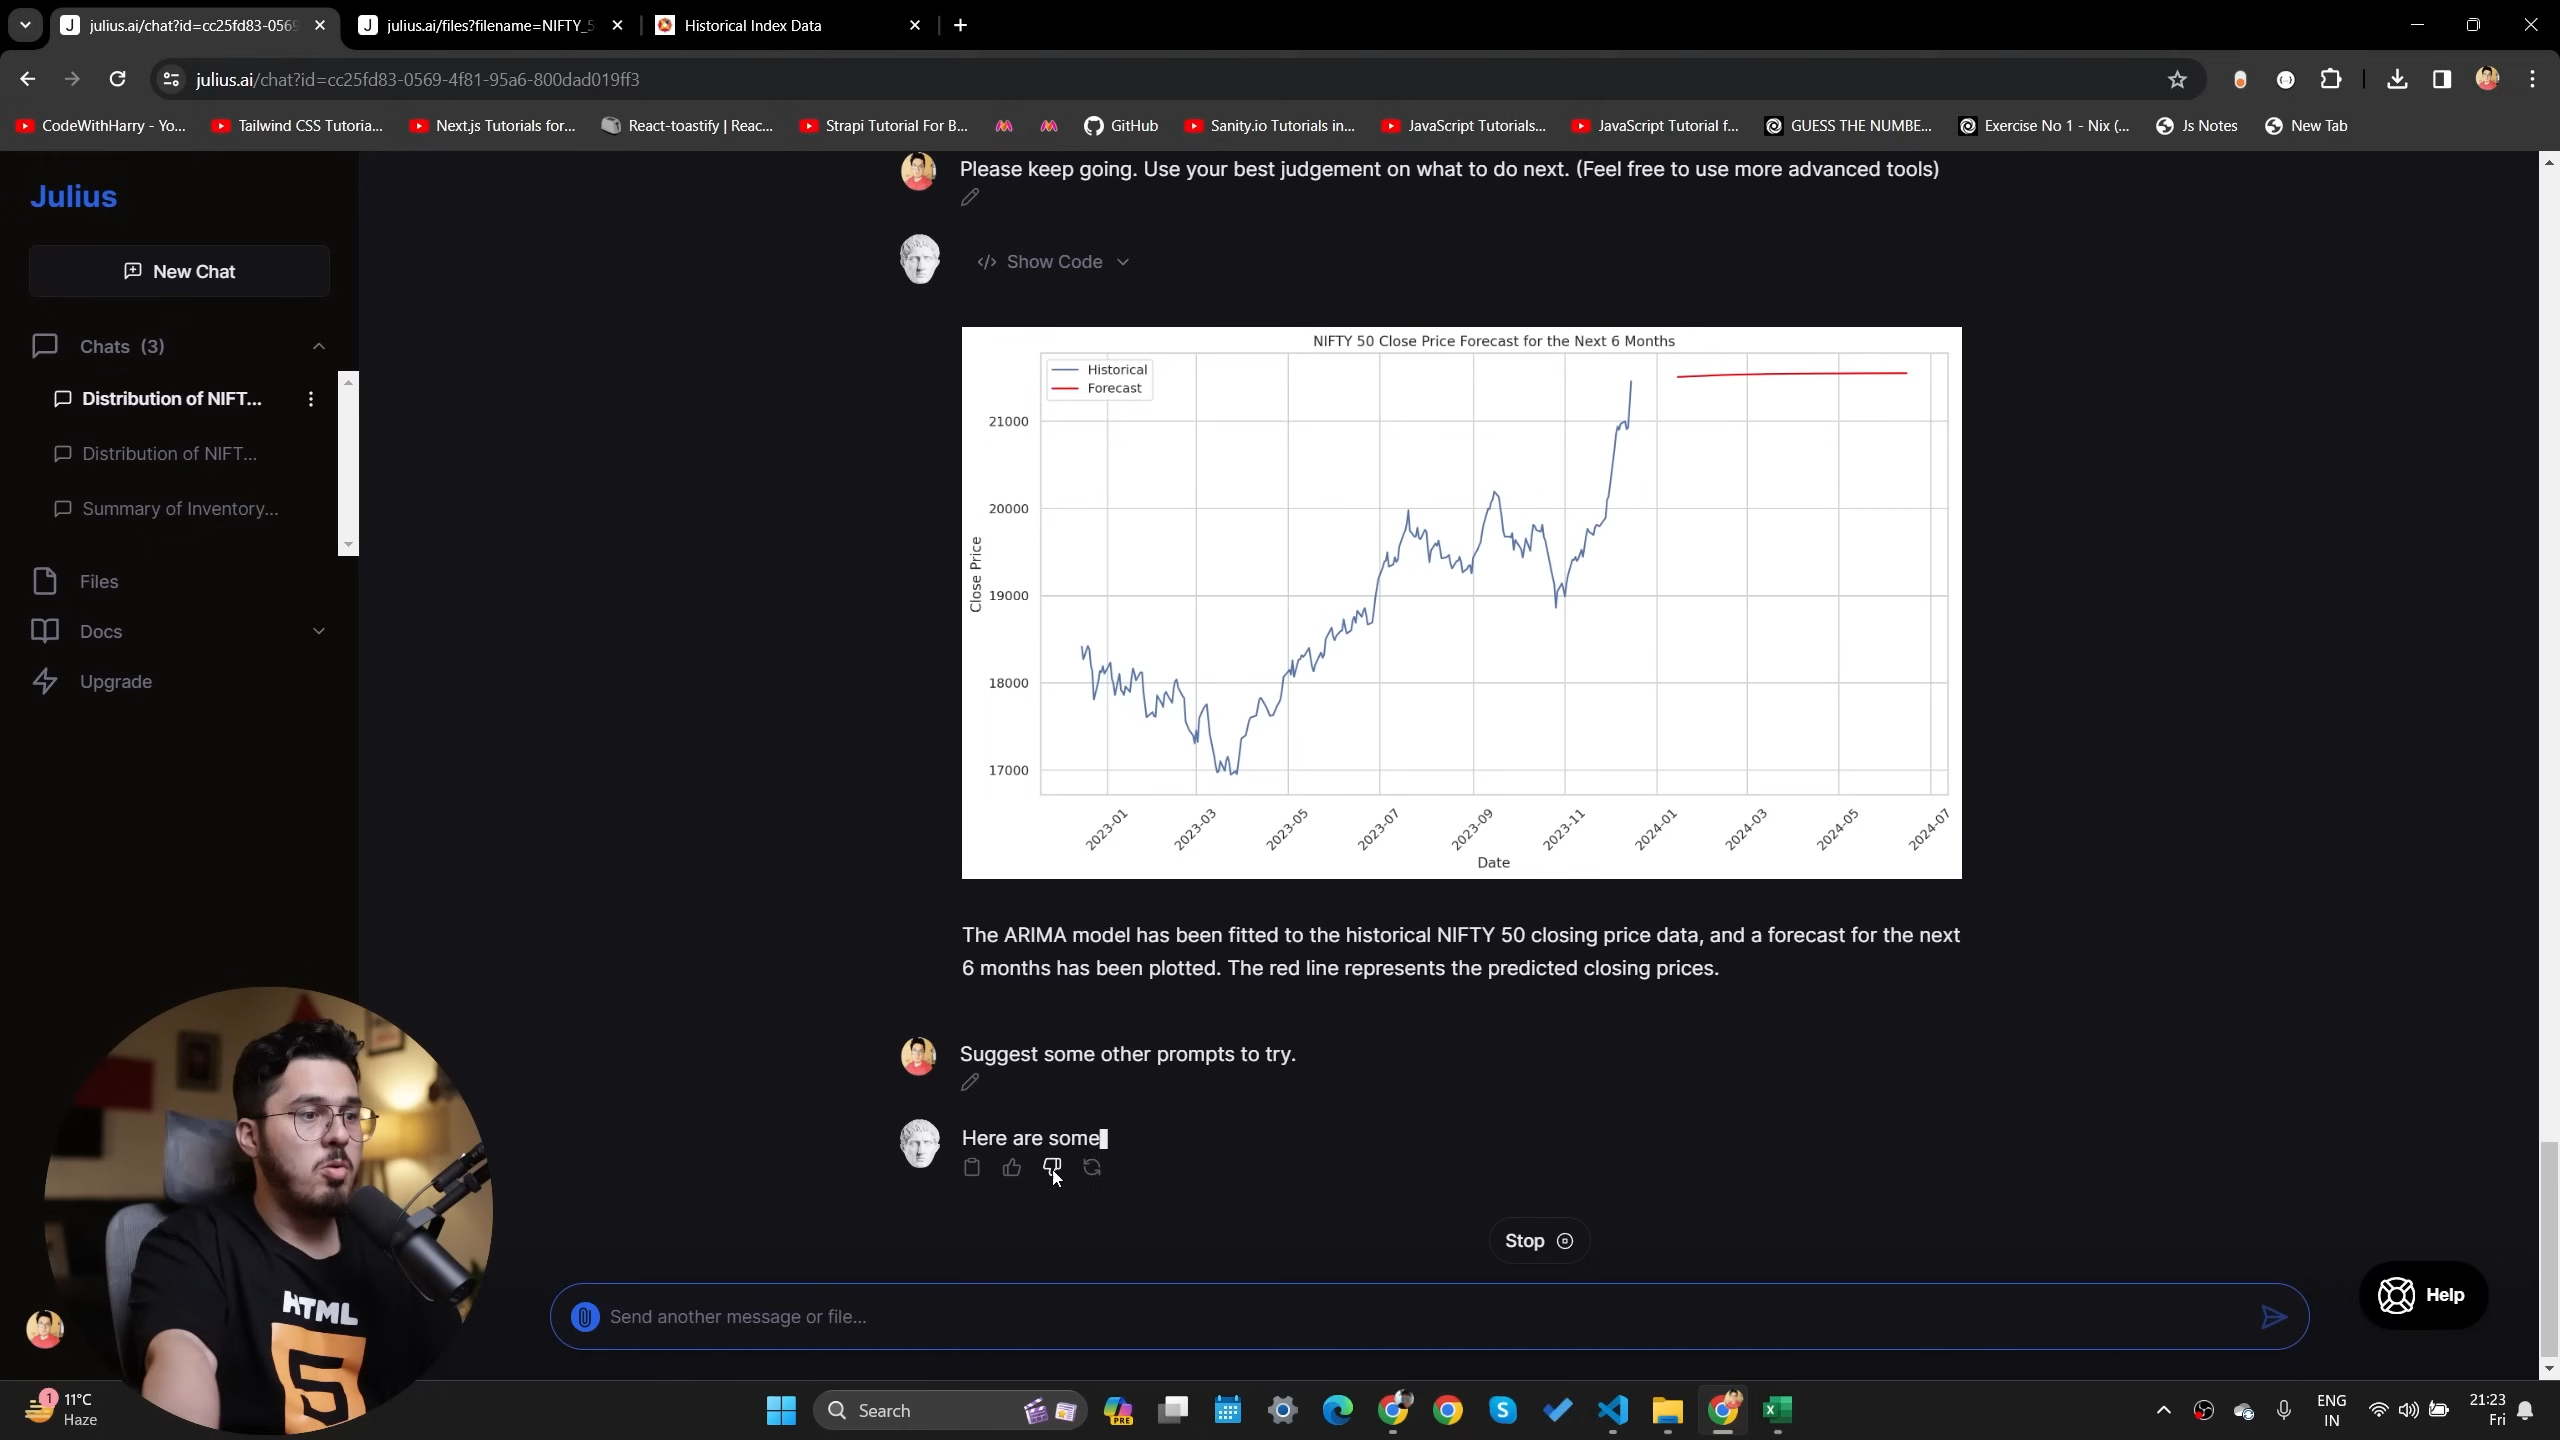 julius.ai/chat?id=cc25fd83-0569
julius.ai/files?filename=NIFTY_5
Historical Index Data
julius.ai/chat?id=cc25fd83-0569-4f81-95a6-800dad019ff3
CodeWithHarry - Yo...
Tailwind CSS Tutoria...
Next.js Tutorials for...
React-toastify | Reac...
Strapi Tutorial For B...
GitHub
Sanity.io Tutorials in...
JavaScript Tutorials...
JavaScript Tutorial f...
GUESS THE NUMBE...
Exercise No 1 - Nix (...
Js Notes
New Tab
Julius
New Chat
Chats (3)
Distribution of NIFT...
Distribution of NIFT...
Summary of Inventory...
Files
Docs
Upgrade
Please keep going. Use your best judgement on what to do next. (Feel free to use more advanced tools)
</> Show Code
NIFTY 50 Close Price Forecast for the Next 6 Months
Historical
Forecast
21000
20000
19000
18000
17000
Close Price
2023-01
2023-03
2023-05
2023-07
2023-09
2023-11
2024-01
2024-03
2024-05
2024-07
Date
The ARIMA model has been fitted to the historical NIFTY 50 closing price data, and a forecast for the next
6 months has been plotted. The red line represents the predicted closing prices.
Suggest some other prompts to try.
Here are some
Stop
Send another message or file...
Help
HTML
5
1
11°C
Haze
Search
PRE
ENG
IN
21:23
Fri